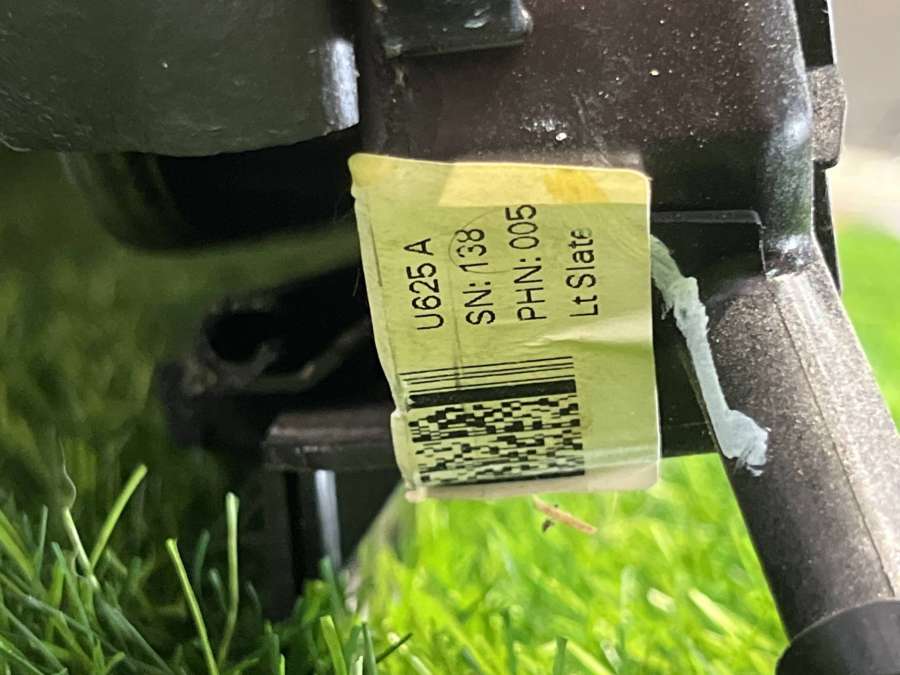 U625 A
SN: 138
PHN: 005
Lt Slate